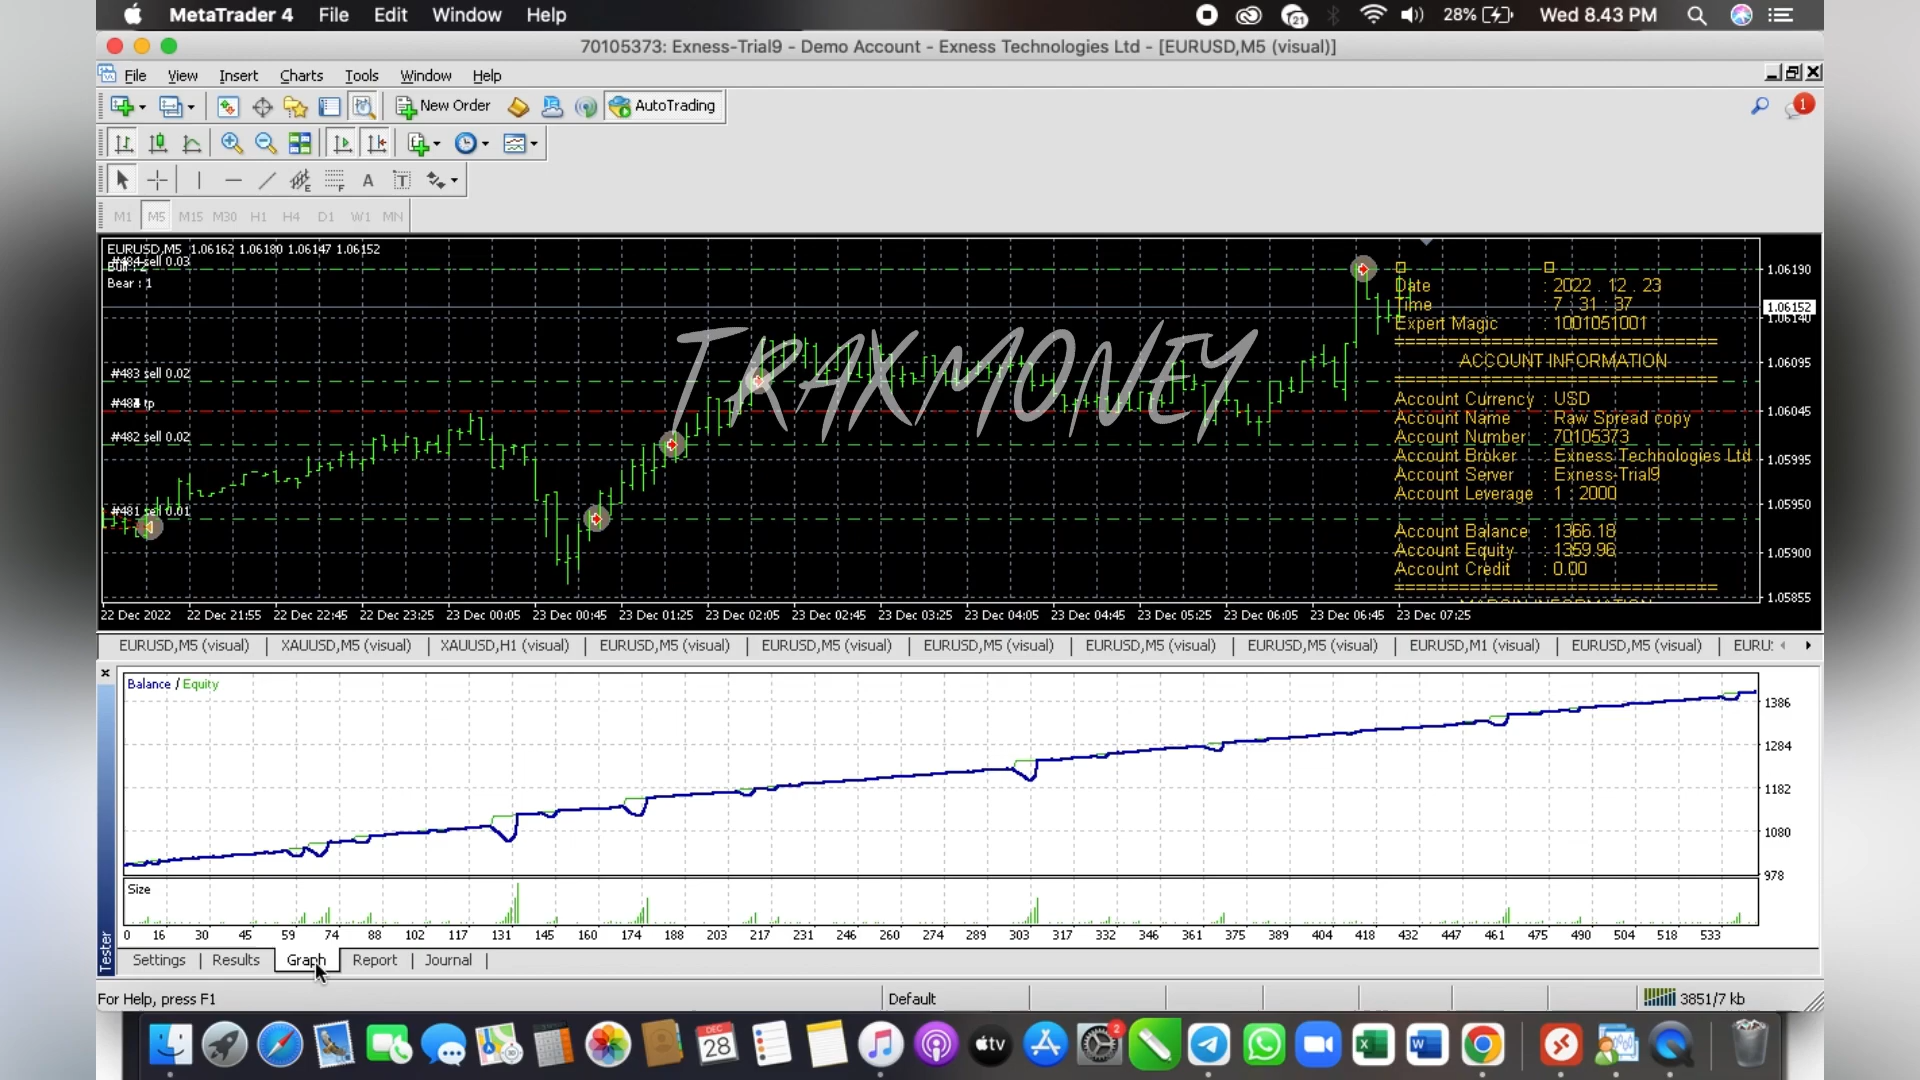 MetaTrader 4 File Edit Window Help
21 28% Wed 8.43 PM
70105373: Exness-Trial9 - Demo Account - Exness Technologies Ltd - [EURUSD,M5 (visual)]
File View Insert Charts Tools Window Help
New Order AutoTrading 1
E F A T
M1 M5 M15 M30 H1 H4 D1 W1 MN
EURUSD,M5 1.06162 1.06180 1.06147 1.06152
#484 sell 0.03
Bull : 2
Bear : 1
#483 sell 0.02
tp
#482 sell 0.02
#481 sell 0.01
TRAXMONEY
Date : 2022 . 12 . 23
Time : 7 : 31 : 37
Expert Magic : 1001051001
ACCOUNT INFORMATION
Account Currency : USD
Account Name : Raw Spread copy
Account Number : 70105373
Account Broker : Exness Technologies Ltd
Account Server : Exness-Trial9
Account Leverage : 1 : 2000
Account Balance : 1366.18
Account Equity : 1359.96
Account Credit : 0.00
MARGIN INFORMATION
1.06190
1.06152
1.06140
1.06095
1.06045
1.05995
1.05950
1.05900
1.05855
22 Dec 2022 22 Dec 21:55 22 Dec 22:45 22 Dec 23:25 23 Dec 00:05 23 Dec 00:45 23 Dec 01:25 23 Dec 02:05 23 Dec 02:45 23 Dec 03:25 23 Dec 04:05 23 Dec 04:45 23 Dec 05:25 23 Dec 06:05 23 Dec 06:45 23 Dec 07:25
EURUSD,M5 (visual) XAUUSD,M5 (visual) XAUUSD,H1 (visual) EURUSD,M5 (visual) EURUSD,M5 (visual) EURUSD,M5 (visual) EURUSD,M5 (visual) EURUSD,M5 (visual) EURUSD,M1 (visual) EURUSD,M5 (visual) EURU:
Balance / Equity
1386
1284
1182
1080
978
Size
0 16 30 45 59 74 88 102 117 131 145 160 174 188 203 217 231 246 260 274 289 303 317 332 346 361 375 389 404 418 432 447 461 475 490 504 518 533
Tester
Settings Results Graph Report Journal
For Help, press F1 Default 3851/7 kb
DEC 28 tv 2 X W